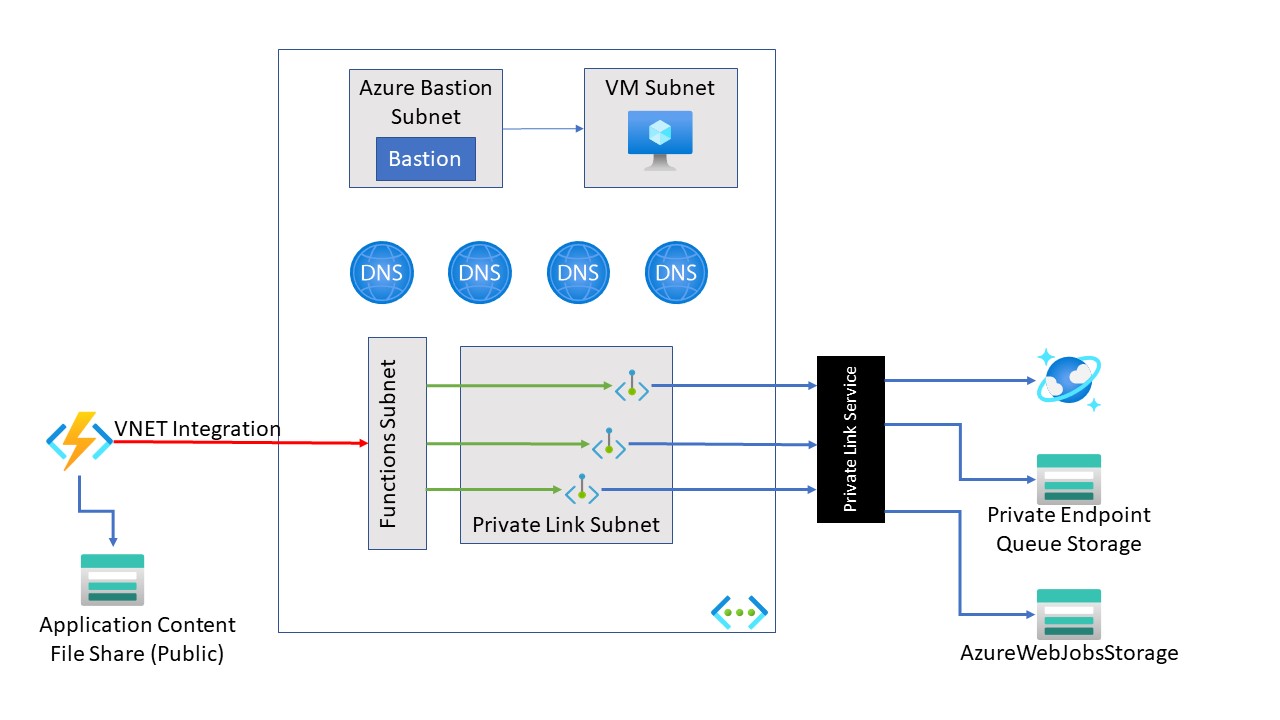 Azure Bastion
Subnet
Bastion
VM Subnet
DNS
DNS
DNS
DNS
VNET Integration
Functions Subnet
Private Link Subnet
Private Link Service
Private Endpoint
Queue Storage
Application Content
File Share (Public)
AzureWebJobsStorage